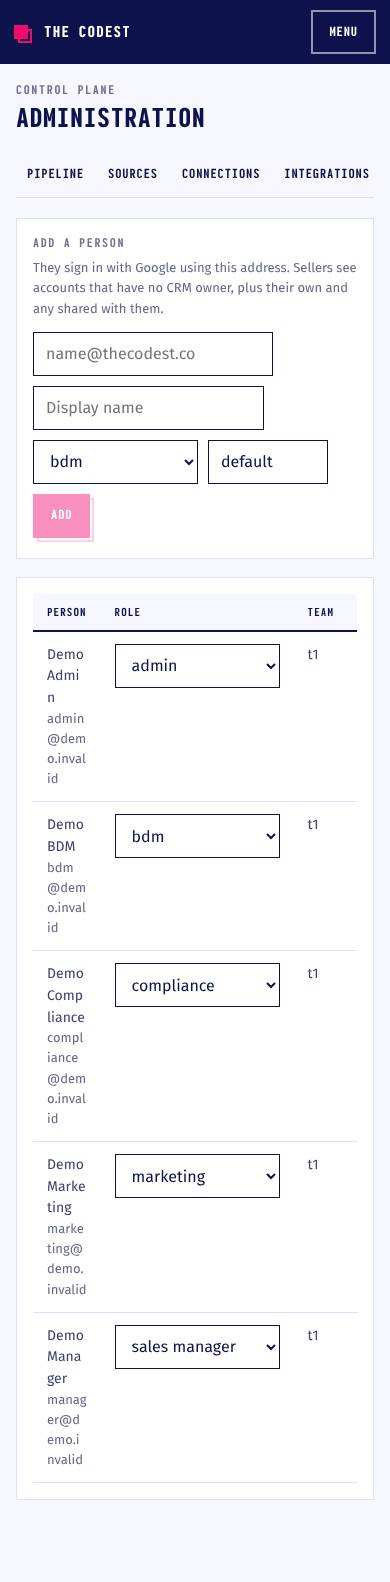 THE CODEST
MENU
CONTROL PLANE
ADMINISTRATION
PIPELINE SOURCES CONNECTIONS INTEGRATIONS
ADD A PERSON
They sign in with Google using this address. Sellers see
accounts that have no CRM owner, plus their own and
any shared with them.
name@thecodest.co
Display name
bdm default
ADD
PERSON ROLE TEAM
Demo
Admi
n
admin
@dem
o.inval
id
admin
t1
Demo
BDM
bdm
@dem
o.inval
id
bdm
t1
Demo
Comp
liance
compl
iance
@dem
o.inval
id
compliance
t1
Demo
Marke
ting
marke
ting@
demo.
invalid
marketing
t1
Demo
Mana
ger
manag
er@d
emo.i
nvalid
sales manager
t1